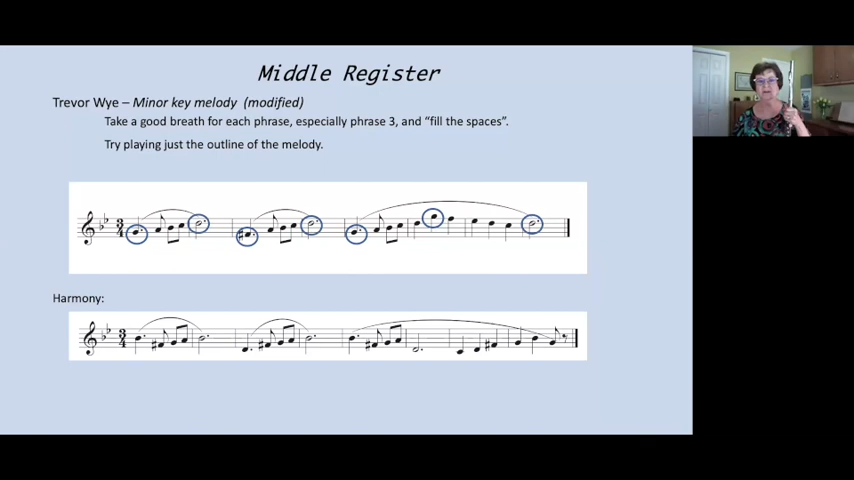 Middle Register
Trevor Wye – Minor key melody (modified)
Take a good breath for each phrase, especially phrase 3, and “fill the spaces”.
Try playing just the outline of the melody.
Harmony: